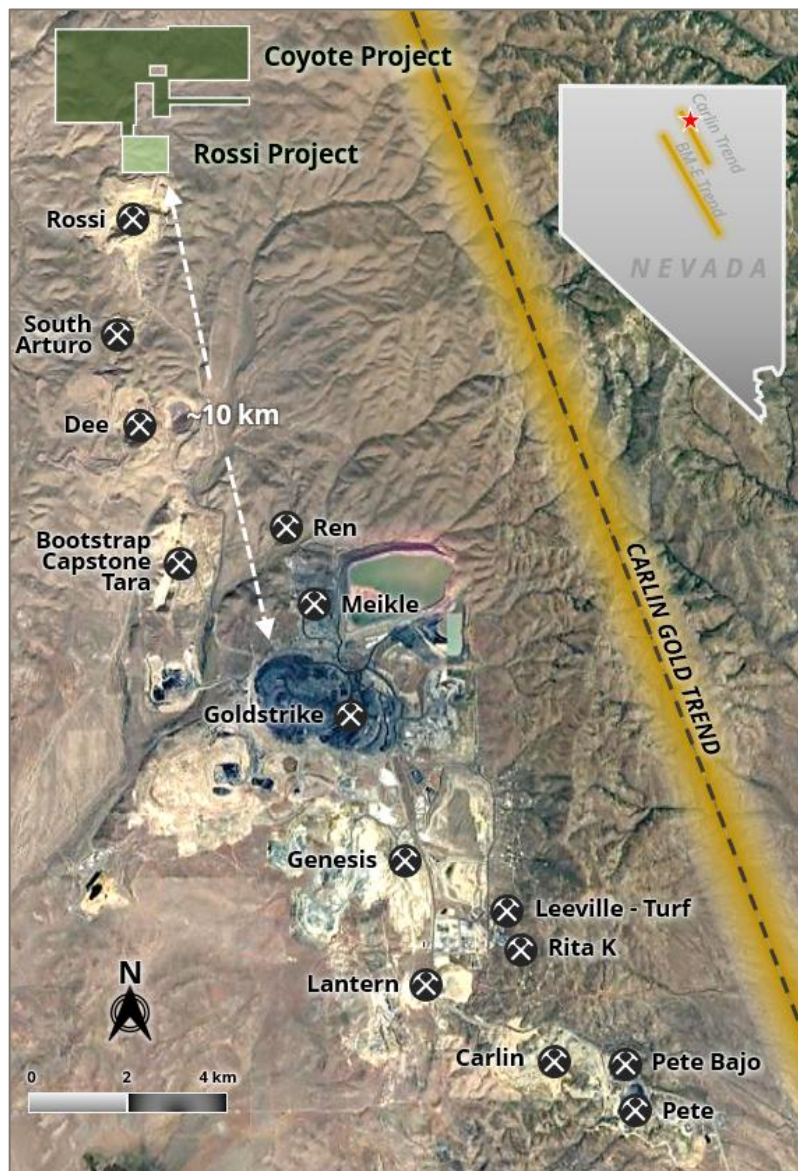 Coyote Project
Rossi Project
Carlin Trend
BM-E Trend
NEVADA
Rossi
South
Arturo
Dee
~10 km
Ren
Bootstrap
Capstone
Tara
Meikle
CARLIN GOLD TREND
Goldstrike
Genesis
Leeville - Turf
Rita K
Lantern
N
Carlin
Pete Bajo
Pete
0 2 4 km